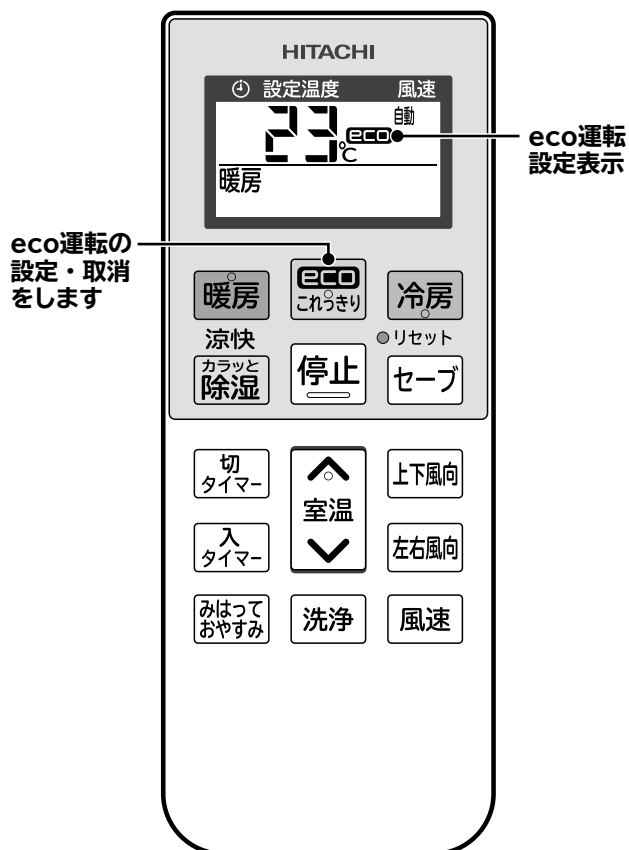 HITACHI
設定温度 風速
自動
23℃ eco
暖房
eco運転
設定表示
eco運転の
設定・取消
をします
暖房
eco
これっきり
冷房
涼快
カラッと
除湿
停止
リセット
セーブ
切
タイマー
室温
上下風向
入
タイマー
左右風向
みはって
おやすみ
洗浄
風速